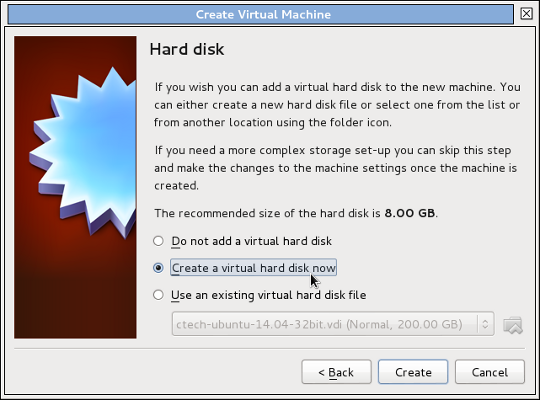 Create Virtual Machine
Hard disk
If you wish you can add a virtual hard disk to the new machine. You
can either create a new hard disk file or select one from the list or
from another location using the folder icon.
If you need a more complex storage set-up you can skip this step
and make the changes to the machine settings once the machine is
created.
The recommended size of the hard disk is 8.00 GB.
Do not add a virtual hard disk
Create a virtual hard disk now
Use an existing virtual hard disk file
ctech-ubuntu-14.04-32bit.vdi (Normal, 200.00 GB)
< Back
Create
Cancel